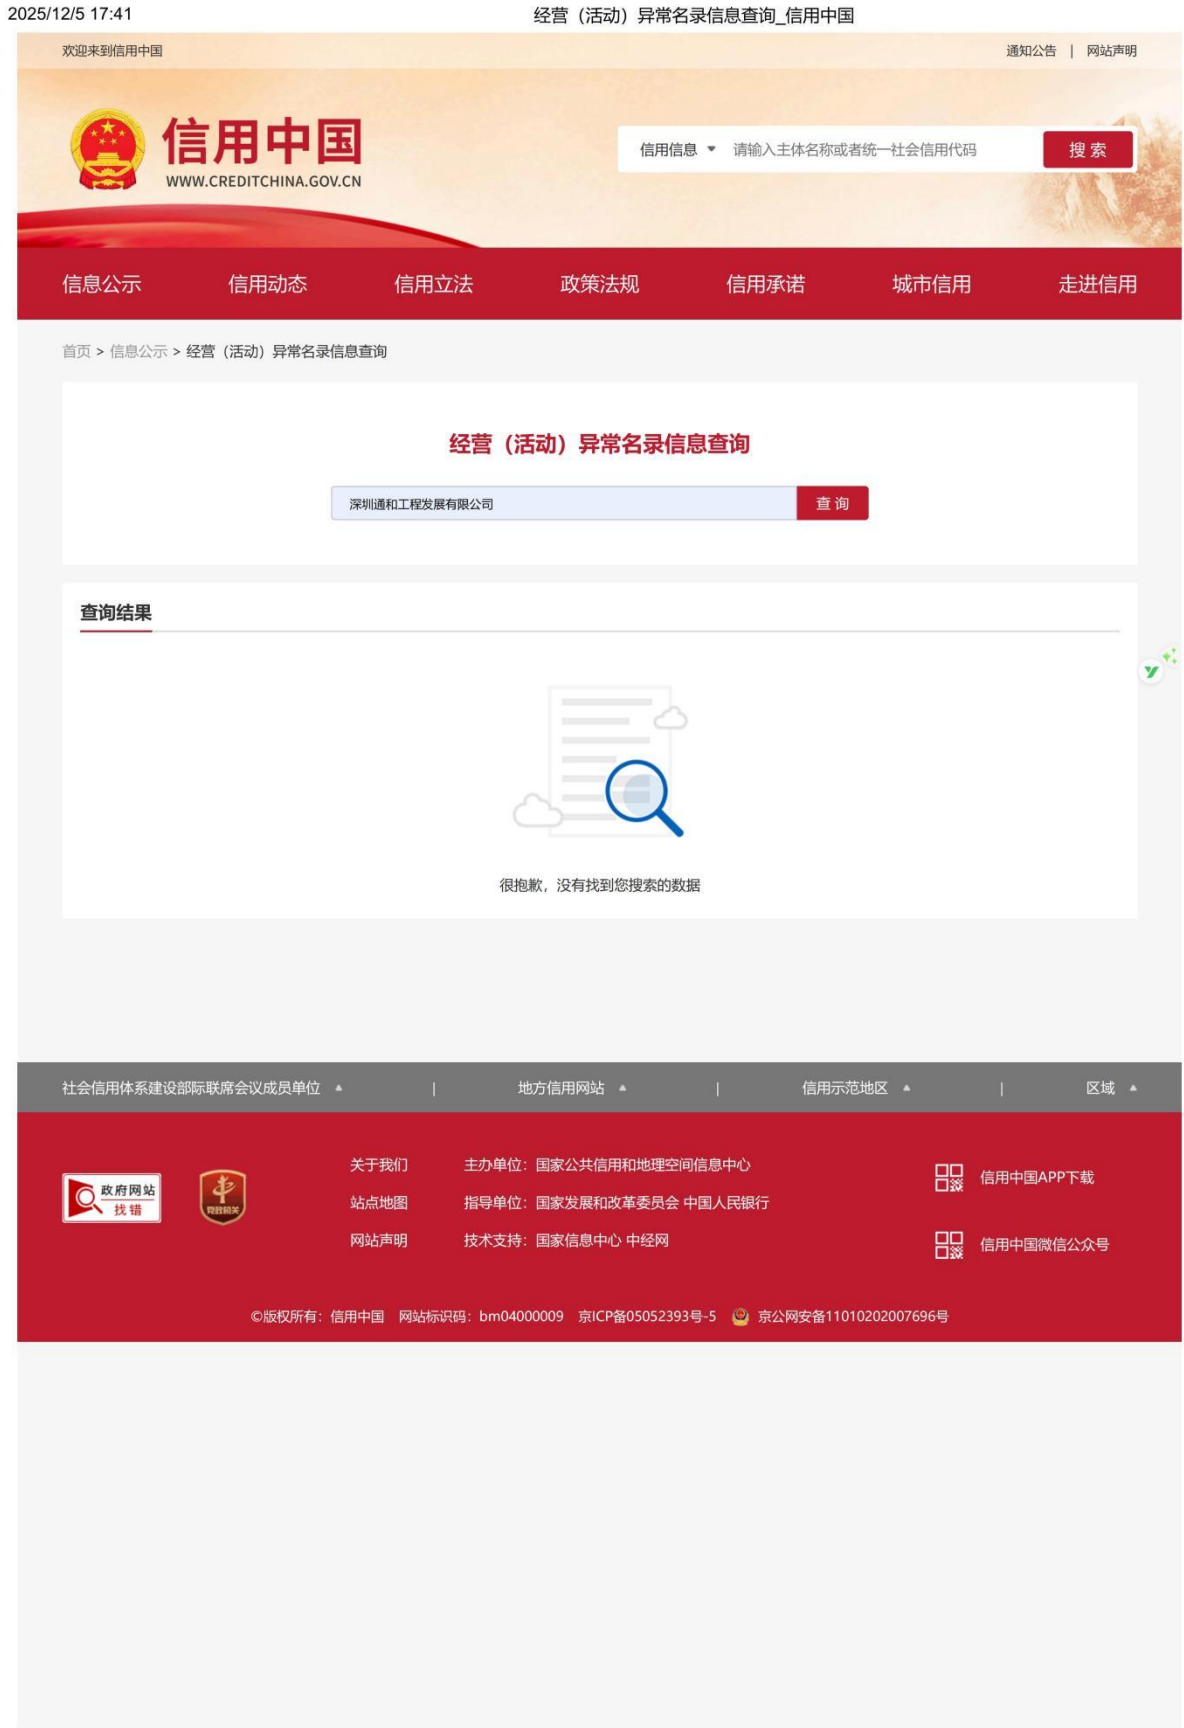 2025/12/5 17:41 经营（活动）异常名录信息查询_信用中国
欢迎来到信用中国 通知公告 | 网站声明
信用中国
WWW.CREDITCHINA.GOV.CN
信用信息 请输入主体名称或者统一社会信用代码 搜索
信息公示 信用动态 信用立法 政策法规 信用承诺 城市信用 走进信用
首页 > 信息公示 > 经营（活动）异常名录信息查询
经营（活动）异常名录信息查询
深圳通和工程发展有限公司 查询
查询结果
很抱歉，没有找到您搜索的数据
社会信用体系建设部际联席会议成员单位 | 地方信用网站 | 信用示范地区 | 区域
政府网站
找错
党政机关
关于我们 主办单位：国家公共信用和地理空间信息中心
站点地图 指导单位：国家发展和改革委员会 中国人民银行
网站声明 技术支持：国家信息中心 中经网
信用中国APP下载
信用中国微信公众号
©版权所有：信用中国 网站标识码：bm04000009 京ICP备05052393号-5 京公网安备11010202007696号